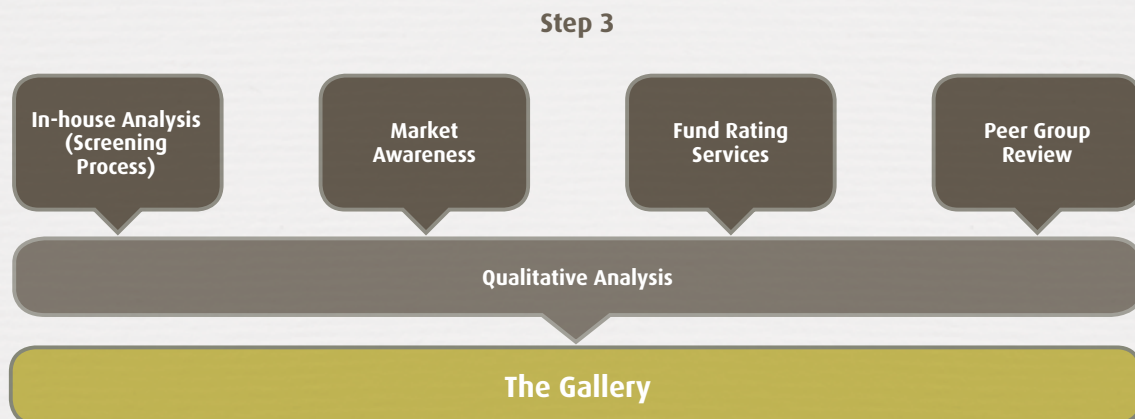 Step 3
In-house Analysis
(Screening
Process)
Market
Awareness
Fund Rating
Services
Peer Group
Review
Qualitative Analysis
The Gallery